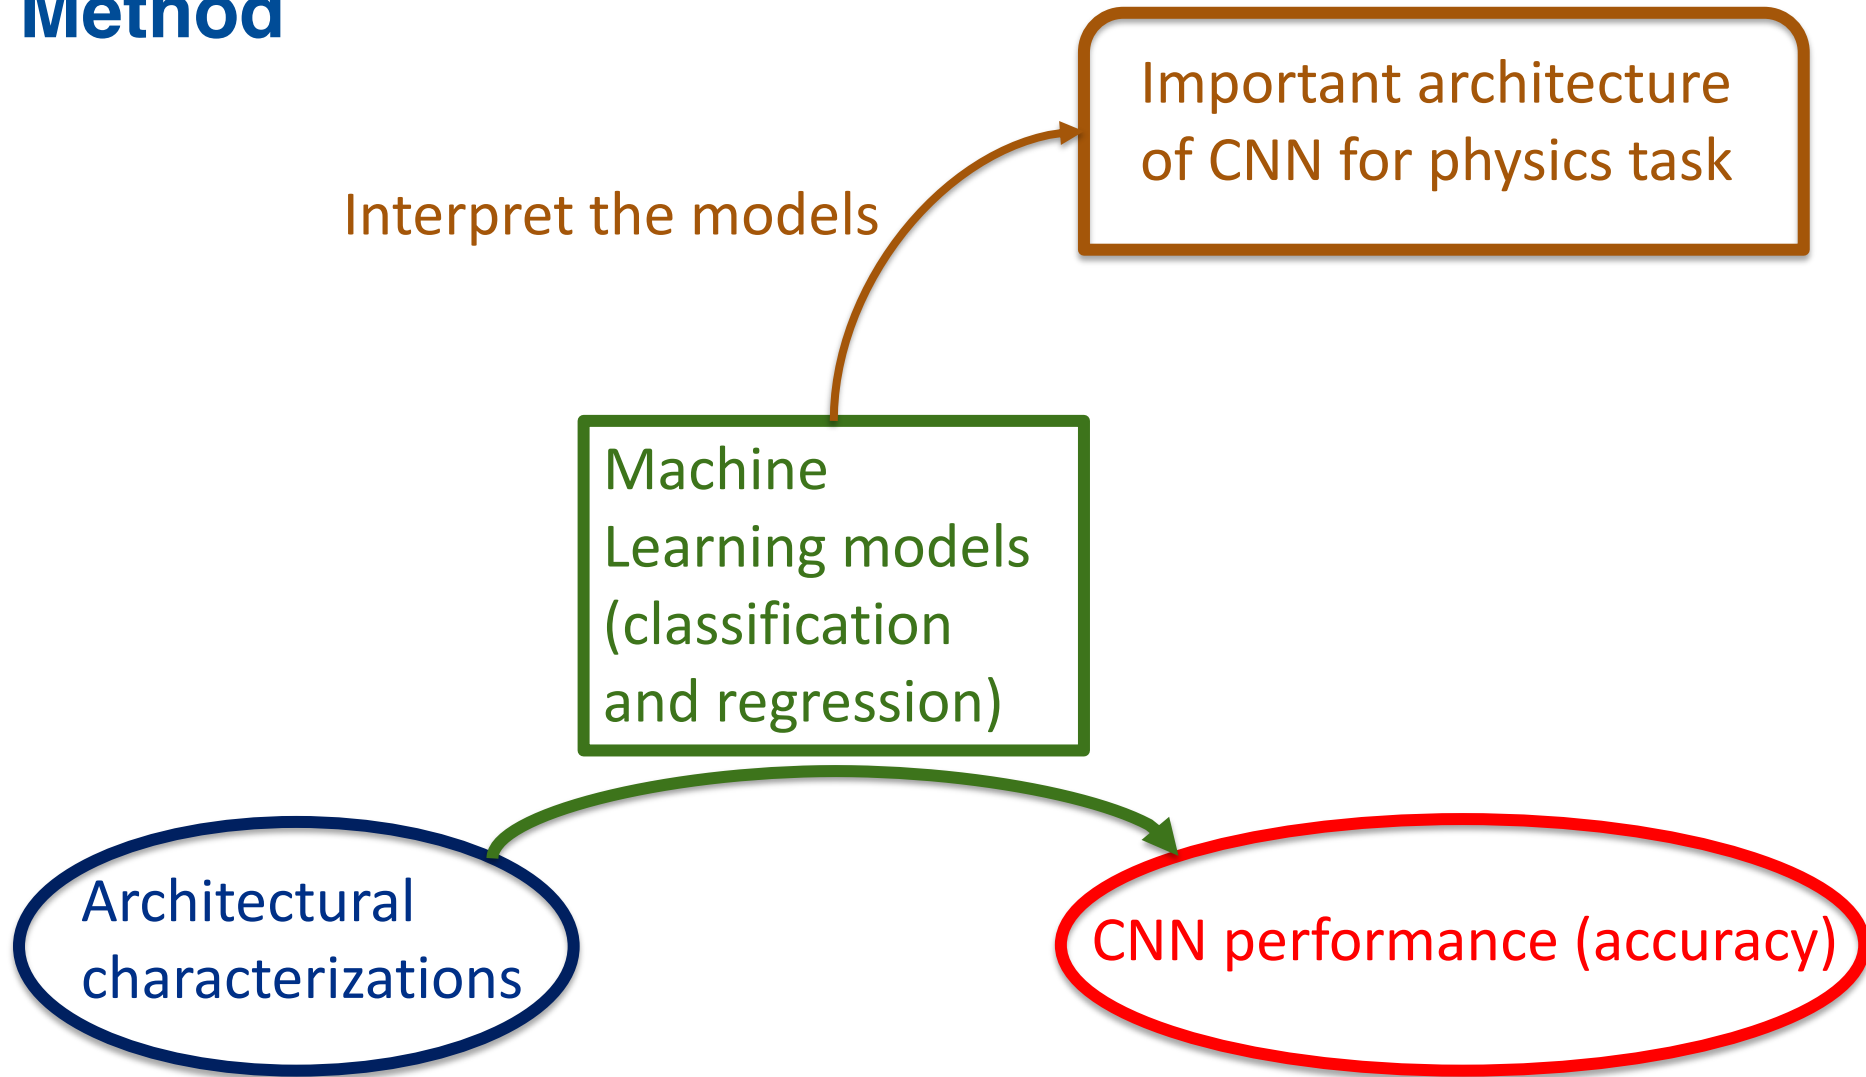 Method
Important architecture
of CNN for physics task
Interpret the models
Machine
Learning models
(classification
and regression)
Architectural
characterizations
CNN performance (accuracy)